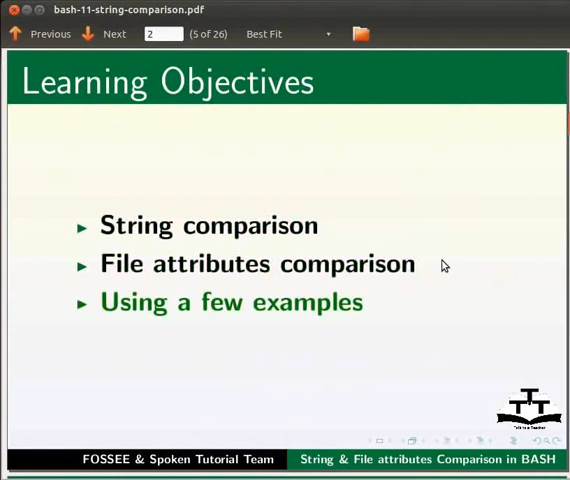 bash-11-string-comparison.pdf
Previous Next 2 (5 of 26) Best Fit
Learning Objectives
String comparison
File attributes comparison
Using a few examples
FOSSEE & Spoken Tutorial Team String & File attributes Comparison in BASH